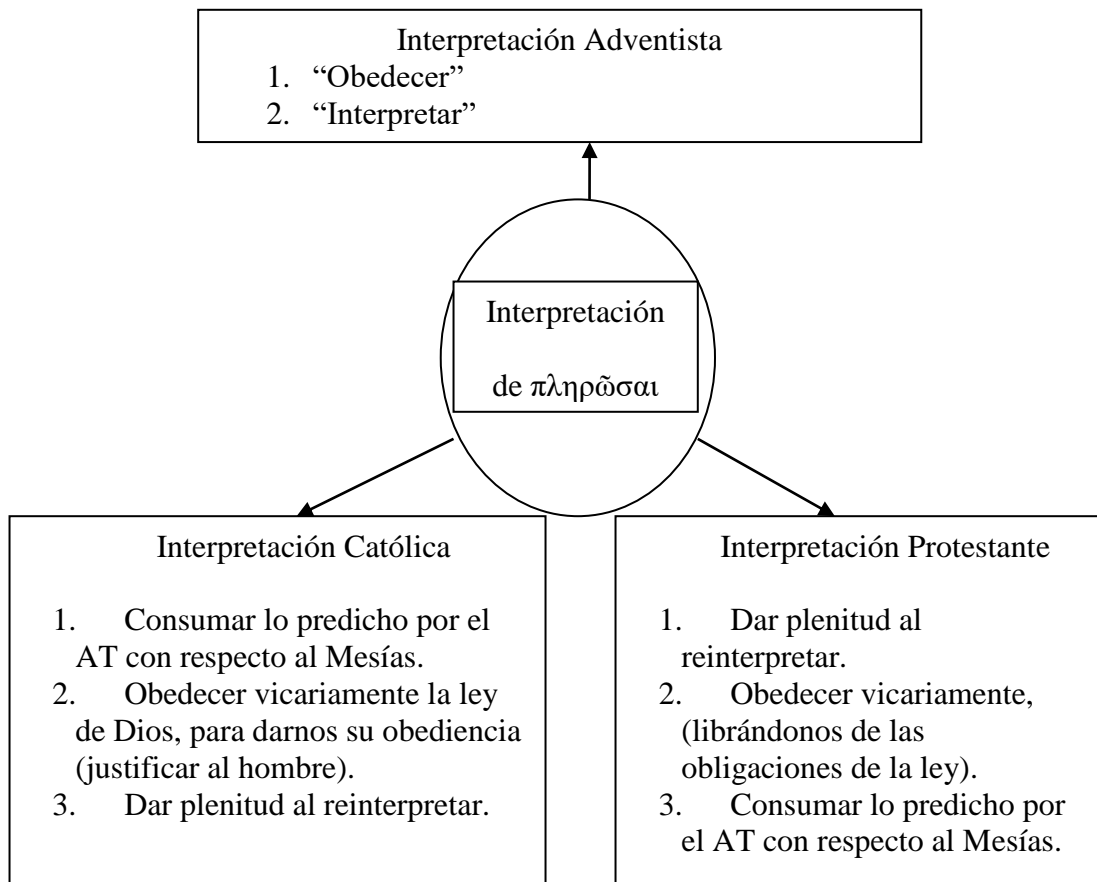 Interpretación Adventista
1. “Obedecer”
2. “Interpretar”
Interpretación
de πληρῶσαι
Interpretación Católica
1. Consumar lo predicho por el
AT con respecto al Mesías.
2. Obedecer vicariamente la ley
de Dios, para darnos su obediencia
(justificar al hombre).
3. Dar plenitud al reinterpretar.
Interpretación Protestante
1. Dar plenitud al
reinterpretar.
2. Obedecer vicariamente,
(librándonos de las
obligaciones de la ley).
3. Consumar lo predicho por
el AT con respecto al Mesías.